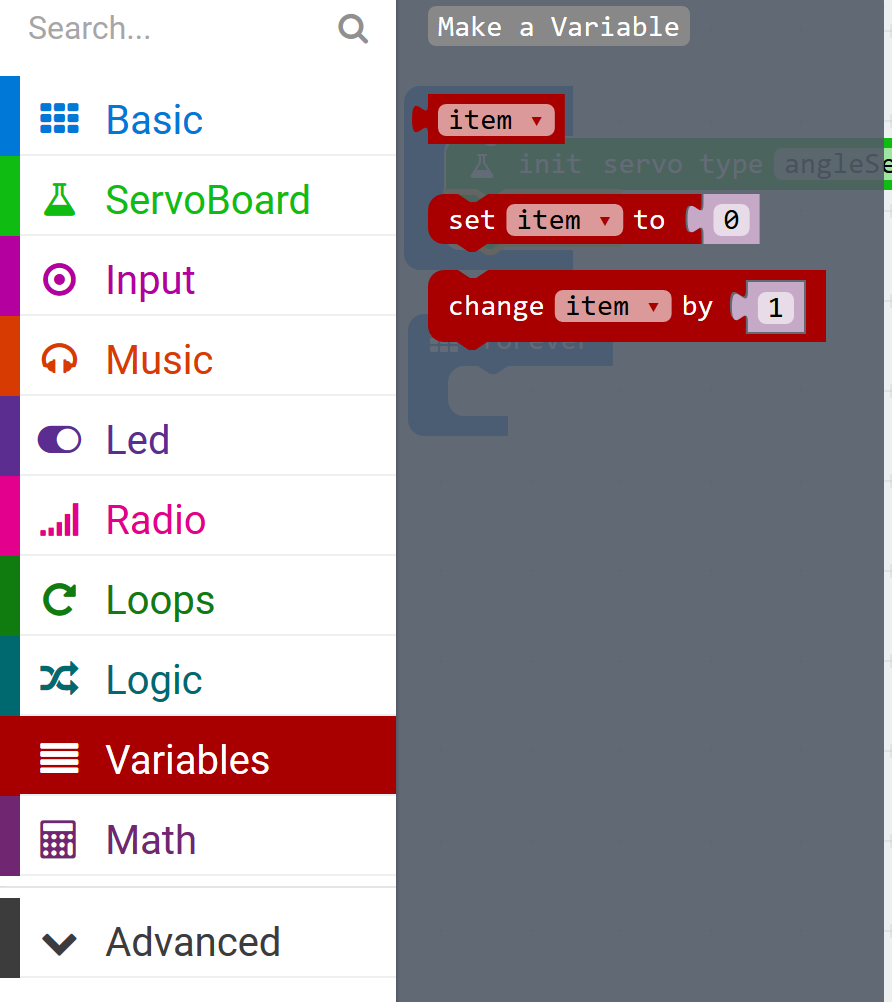 Search...
Basic
ServoBoard
Input
Music
Led
Radio
Loops
Logic
Variables
Math
Advanced
Make a Variable
item
init servo type angleSe
set item to 0
change item by 1
forever